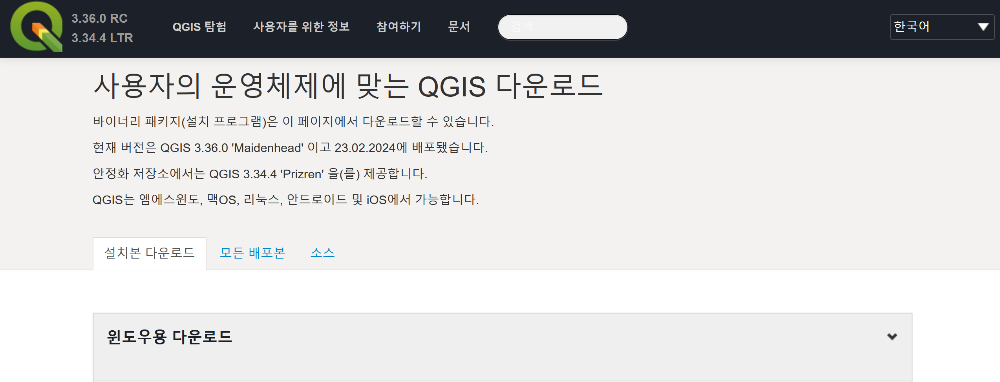 3.36.0 RC
3.34.4 LTR
QGIS 탐험
사용자를 위한 정보
참여하기
문서
검색
한국어
사용자의 운영체제에 맞는 QGIS 다운로드
바이너리 패키지(설치 프로그램)은 이 페이지에서 다운로드할 수 있습니다.
현재 버전은 QGIS 3.36.0 'Maidenhead' 이고 23.02.2024에 배포됐습니다.
안정화 저장소에서는 QGIS 3.34.4 'Prizren' 을(를) 제공합니다.
QGIS는 엠에스윈도, 맥OS, 리눅스, 안드로이드 및 iOS에서 가능합니다.
설치본 다운로드
모든 배포본
소스
윈도우용 다운로드